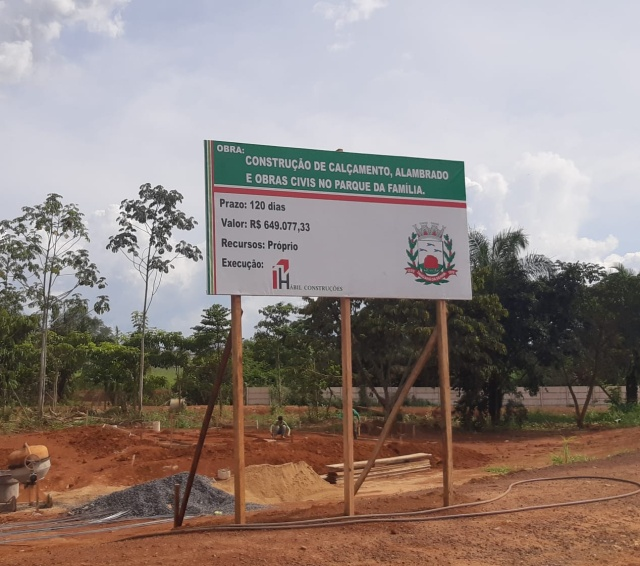 OBRA:
CONSTRUÇÃO DE CALÇAMENTO, ALAMBRADO
E OBRAS CIVIS NO PARQUE DA FAMÍLIA.
Prazo: 120 dias
Valor: R$ 649.077,33
Recursos: Próprio
Execução:
HABIL CONSTRUÇÕES